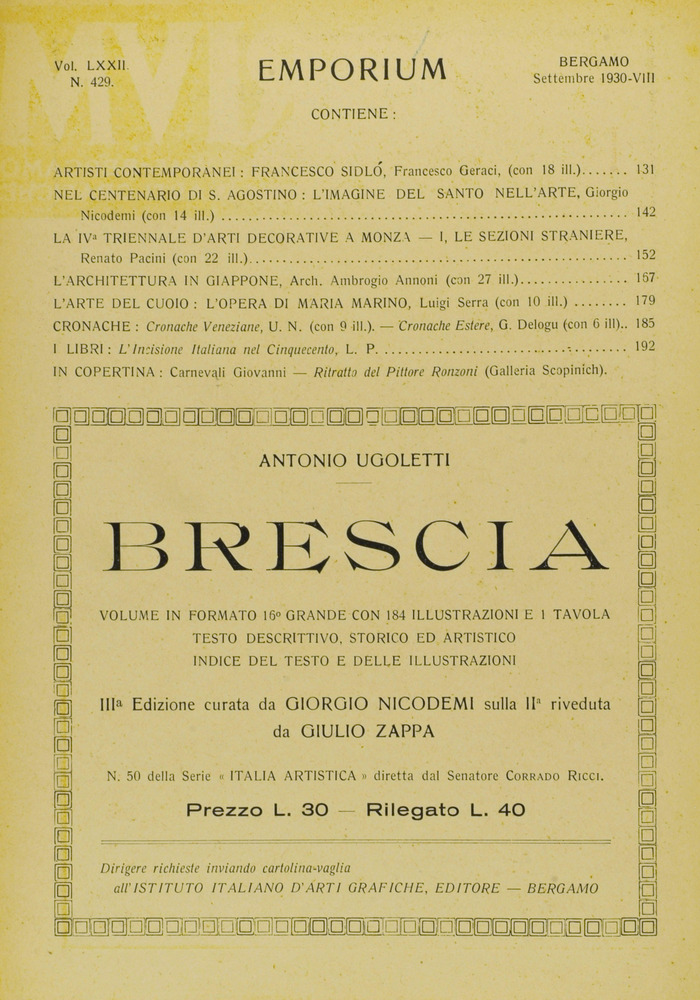 Vol. LXXII.
N. 429.
EMPORIUM
BERGAMO
Settembre 1930-VIII
CONTIENE :
ARTISTI CONTEMPORANEI : FRANCESCO SIDLÓ, Francesco Geraci, (con 18 ill.)....... 131
NEL CENTENARIO DI S. AGOSTINO : L'IMAGINE DEL SANTO NELL'ARTE, Giorgio
Nicodemi (con 14 ill.) ............................................................ 142
LA IVª TRIENNALE D'ARTI DECORATIVE A MONZA — I, LE SEZIONI STRANIERE,
Renato Pacini (con 22 ill.)........................................................ 152
L'ARCHITETTURA IN GIAPPONE, Arch. Ambrogio Annoni (con 27 ill.)................ 167
L'ARTE DEL CUOIO : L'OPERA DI MARIA MARINO, Luigi Serra (con 10 ill.) ........ 179
CRONACHE : Cronache Veneziane, U. N. (con 9 ill.). — Cronache Estere, G. Delogu (con 6 ill).. 185
I LIBRI : L'Incisione Italiana nel Cinquecento, L. P. .................................... 192
IN COPERTINA : Carnevali Giovanni — Ritratto del Pittore Ronzoni (Galleria Scopinich).
ANTONIO UGOLETTI
BRESCIA
VOLUME IN FORMATO 16º GRANDE CON 184 ILLUSTRAZIONI E 1 TAVOLA
TESTO DESCRITTIVO, STORICO ED ARTISTICO
INDICE DEL TESTO E DELLE ILLUSTRAZIONI
IIIª Edizione curata da GIORGIO NICODEMI sulla IIª riveduta
da GIULIO ZAPPA
N. 50 della Serie « ITALIA ARTISTICA » diretta dal Senatore CORRADO RICCI.
Prezzo L. 30 — Rilegato L. 40
Dirigere richieste inviando cartolina-vaglia
all'ISTITUTO ITALIANO D'ARTI GRAFICHE, EDITORE — BERGAMO